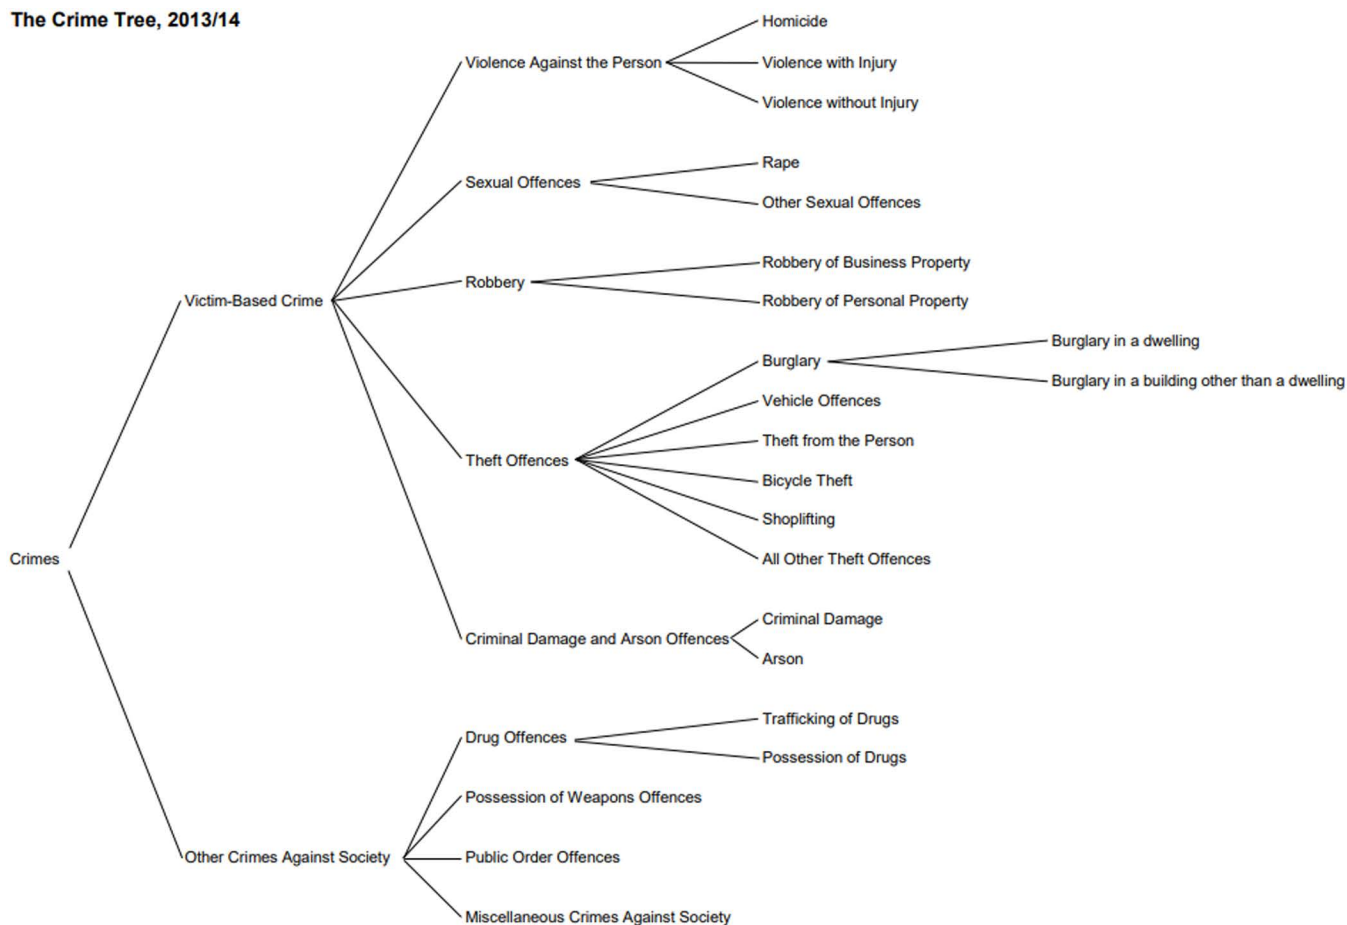 The Crime Tree, 2013/14
Homicide
Violence Against the Person
Violence with Injury
Violence without Injury
Rape
Sexual Offences
Other Sexual Offences
Robbery of Business Property
Robbery
Victim-Based Crime
Robbery of Personal Property
Burglary in a dwelling
Burglary
Burglary in a building other than a dwelling
Vehicle Offences
Theft from the Person
Theft Offences
Bicycle Theft
Shoplifting
Crimes
All Other Theft Offences
Criminal Damage
Criminal Damage and Arson Offences
Arson
Trafficking of Drugs
Drug Offences
Possession of Drugs
Possession of Weapons Offences
Other Crimes Against Society
Public Order Offences
Miscellaneous Crimes Against Society